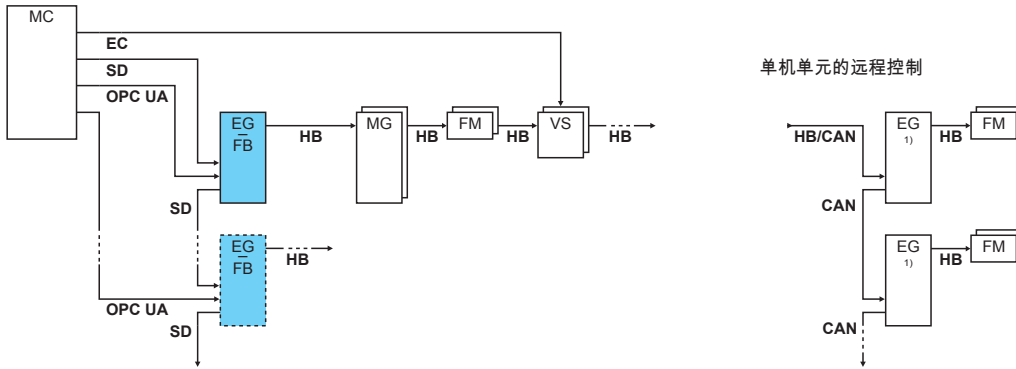 MC
EC
SD
OPC UA
EG
–
FB
HB
MG
HB
FM
HB
VS
HB
SD
EG
–
FB
HB
OPC UA
SD
单机单元的远程控制
HB/CAN
EG
1)
HB
FM
CAN
EG
1)
HB
FM
CAN